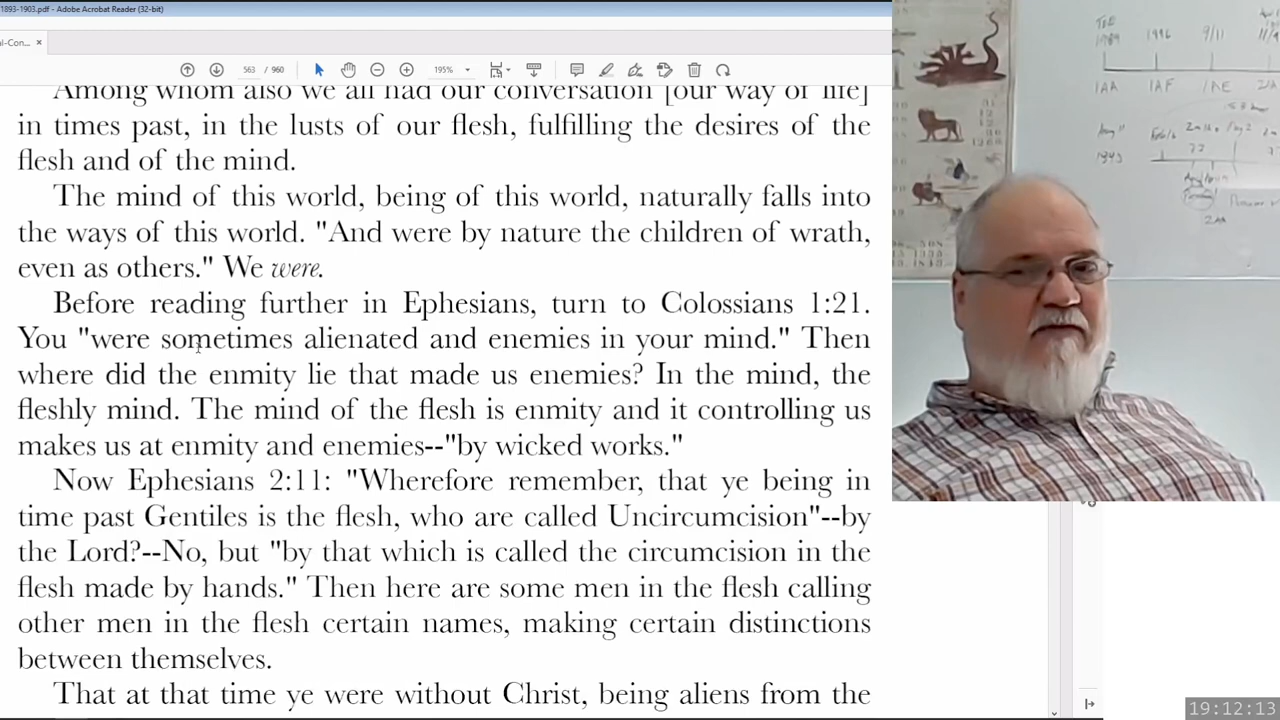 1893-1903.pdf - Adobe Acrobat Reader (32-bit)
al-Con... ×
563 / 960 195%
Among whom also we all had our conversation [our way of life]
in times past, in the lusts of our flesh, fulfilling the desires of the
flesh and of the mind.
The mind of this world, being of this world, naturally falls into
the ways of this world. "And were by nature the children of wrath,
even as others." We were.
Before reading further in Ephesians, turn to Colossians 1:21.
You "were sometimes alienated and enemies in your mind." Then
where did the enmity lie that made us enemies? In the mind, the
fleshly mind. The mind of the flesh is enmity and it controlling us
makes us at enmity and enemies--"by wicked works."
Now Ephesians 2:11: "Wherefore remember, that ye being in
time past Gentiles is the flesh, who are called Uncircumcision"--by
the Lord?--No, but "by that which is called the circumcision in the
flesh made by hands." Then here are some men in the flesh calling
other men in the flesh certain names, making certain distinctions
between themselves.
That at that time ye were without Christ, being aliens from the
1989 1996 9/11
1AA 1AF 1AE
1843
2AA
19:12:13